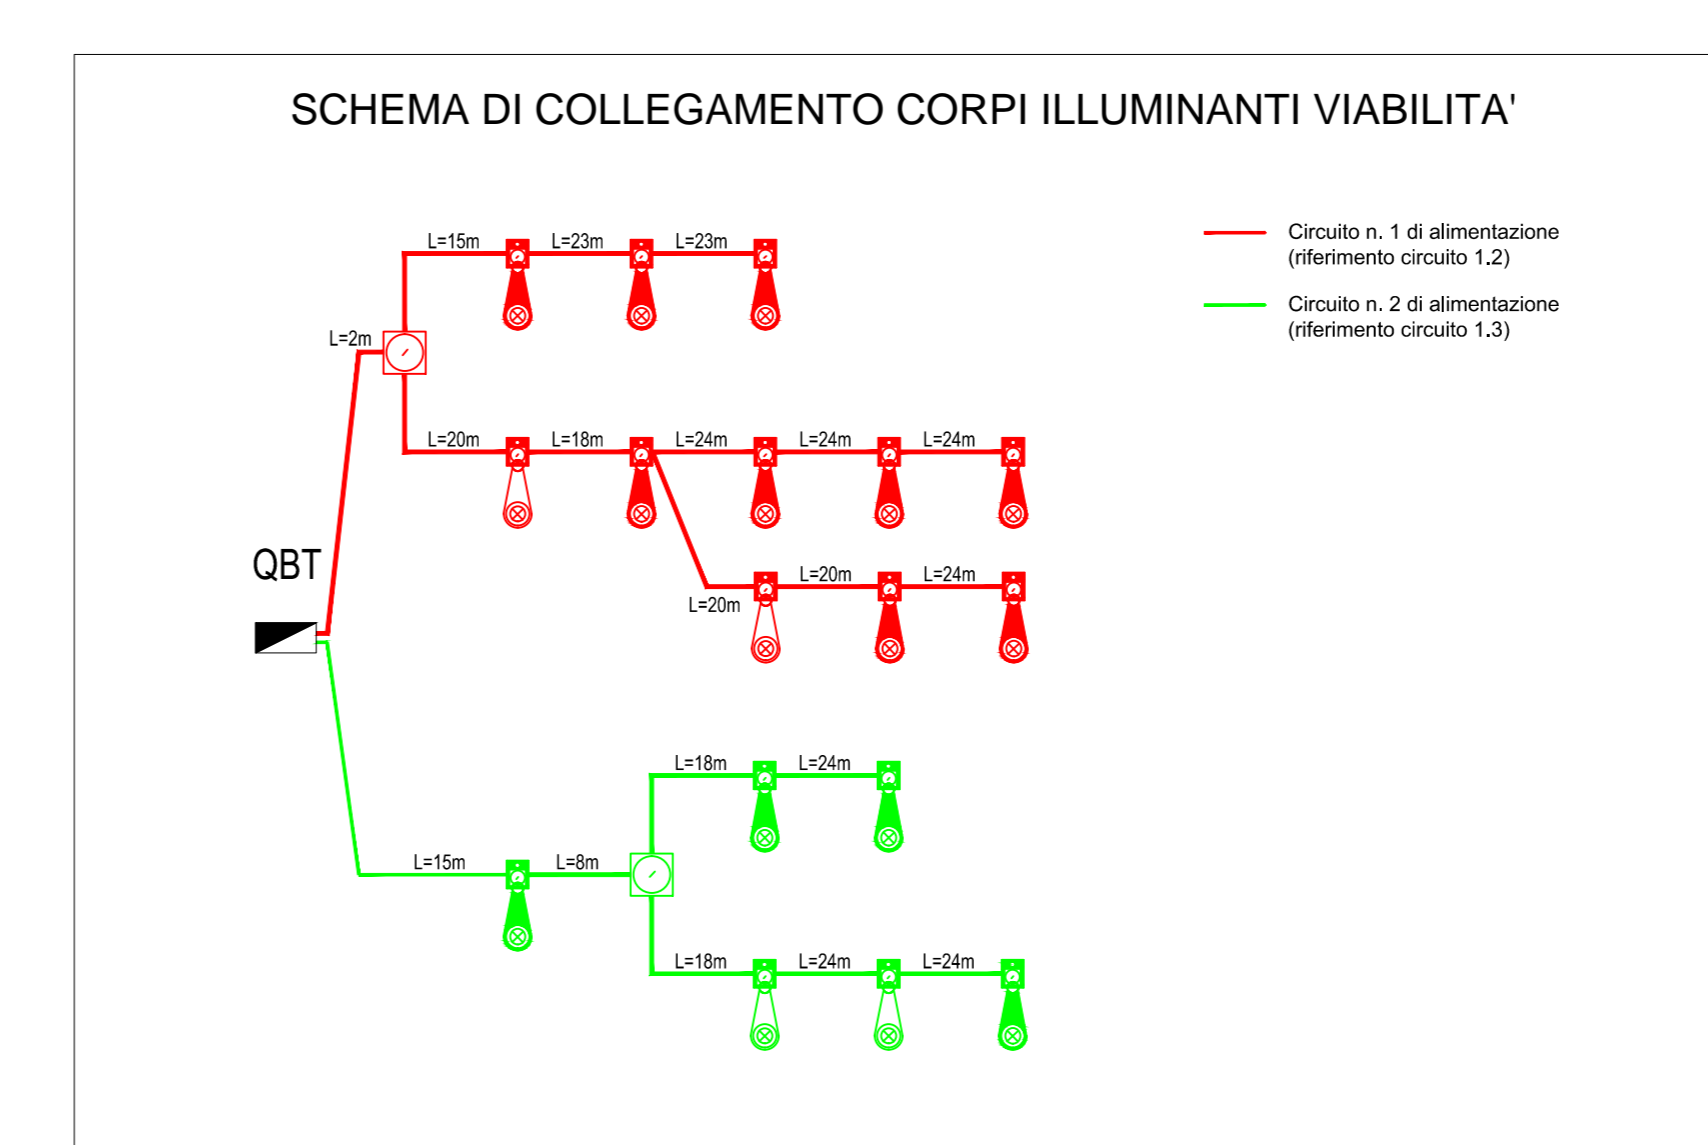 SCHEMA DI COLLEGAMENTO CORPI ILLUMINANTI VIABILITA'
Circuito n. 1 di alimentazione
(riferimento circuito 1.2)
Circuito n. 2 di alimentazione
(riferimento circuito 1.3)
L=15m L=23m L=23m
L=2m
L=20m L=18m L=24m L=24m L=24m
QBT
L=20m L=24m
L=20m
L=18m L=24m
L=15m L=8m
L=18m L=24m L=24m